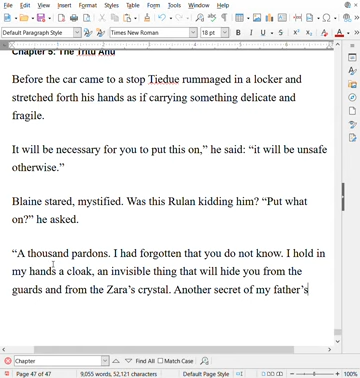 File Edit View Insert Format Styles Table Form Tools Window Help
Default Paragraph Style Times New Roman 18 pt B I U S A
Chapter 5: The
Before the car came to a stop Tiedue rummaged in a locker and
stretched forth his hands as if carrying something delicate and
fragile.
It will be necessary for you to put this on,” he said: “it will be unsafe
otherwise.”
Blaine stared, mystified. Was this Rulan kidding him? “Put what
on?” he asked.
“A thousand pardons. I had forgotten that you do not know. I hold in
my hands a cloak, an invisible thing that will hide you from the
guards and from the Zara’s crystal. Another secret of my father’s
Chapter Find All Match Case
Page 47 of 47 9,055 words, 52,121 characters Default Page Style 100%